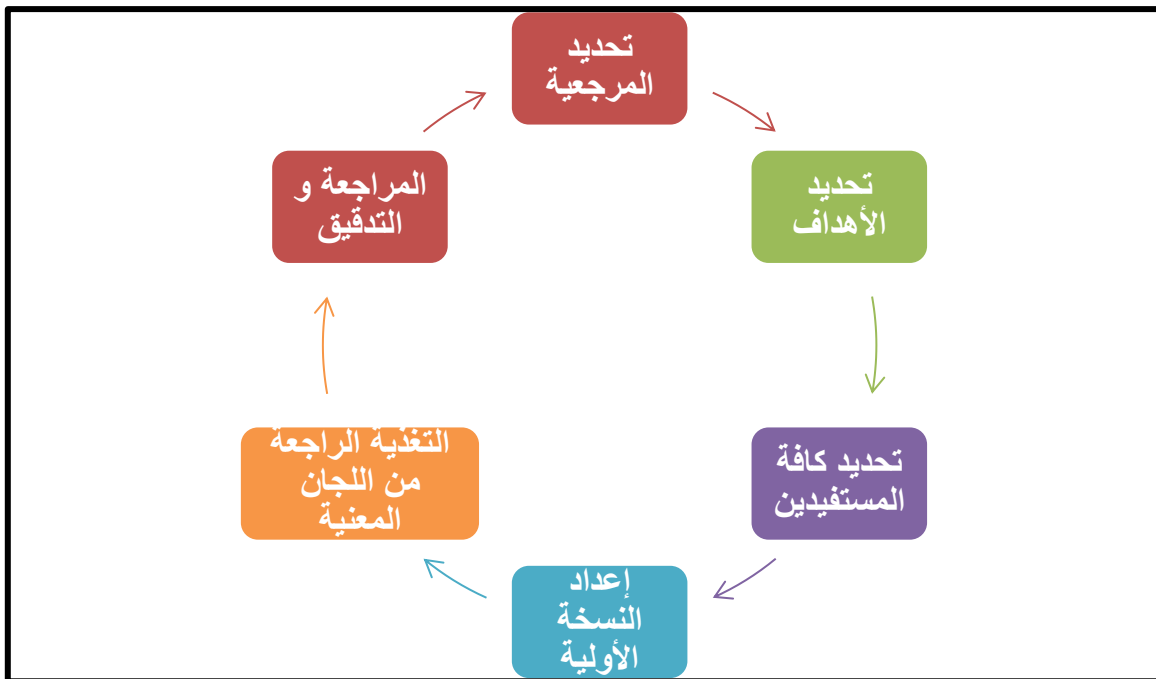 تحديد
المرجعية
تحديد
الأهداف
تحديد كافة
المستفيدين
إعداد
النسخة
الأولية
التغذية الراجعة
من اللجان
المعنية
المراجعة و
التدقيق